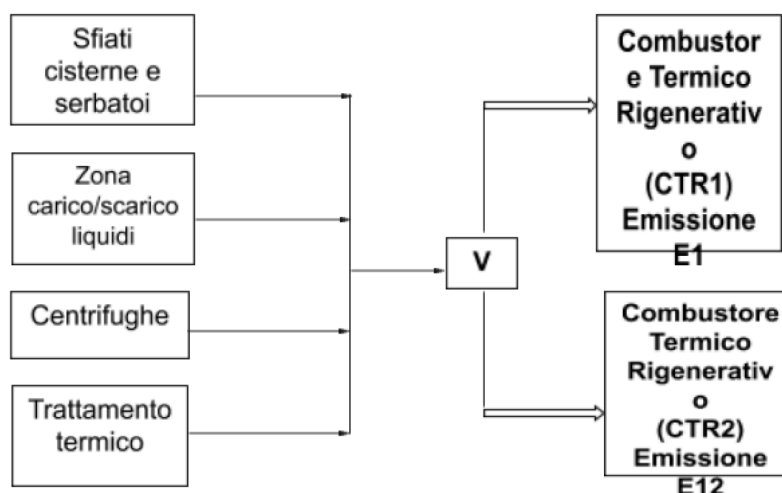 Sfiati
cisterne e
serbatoi
Zona
carico/scarico
liquidi
Centrifughe
Trattamento
termico
V
Combustor
e Termico
Rigenerativ
o
(CTR1)
Emissione
E1
Combustore
Termico
Rigenerativ
o
(CTR2)
Emissione
E12